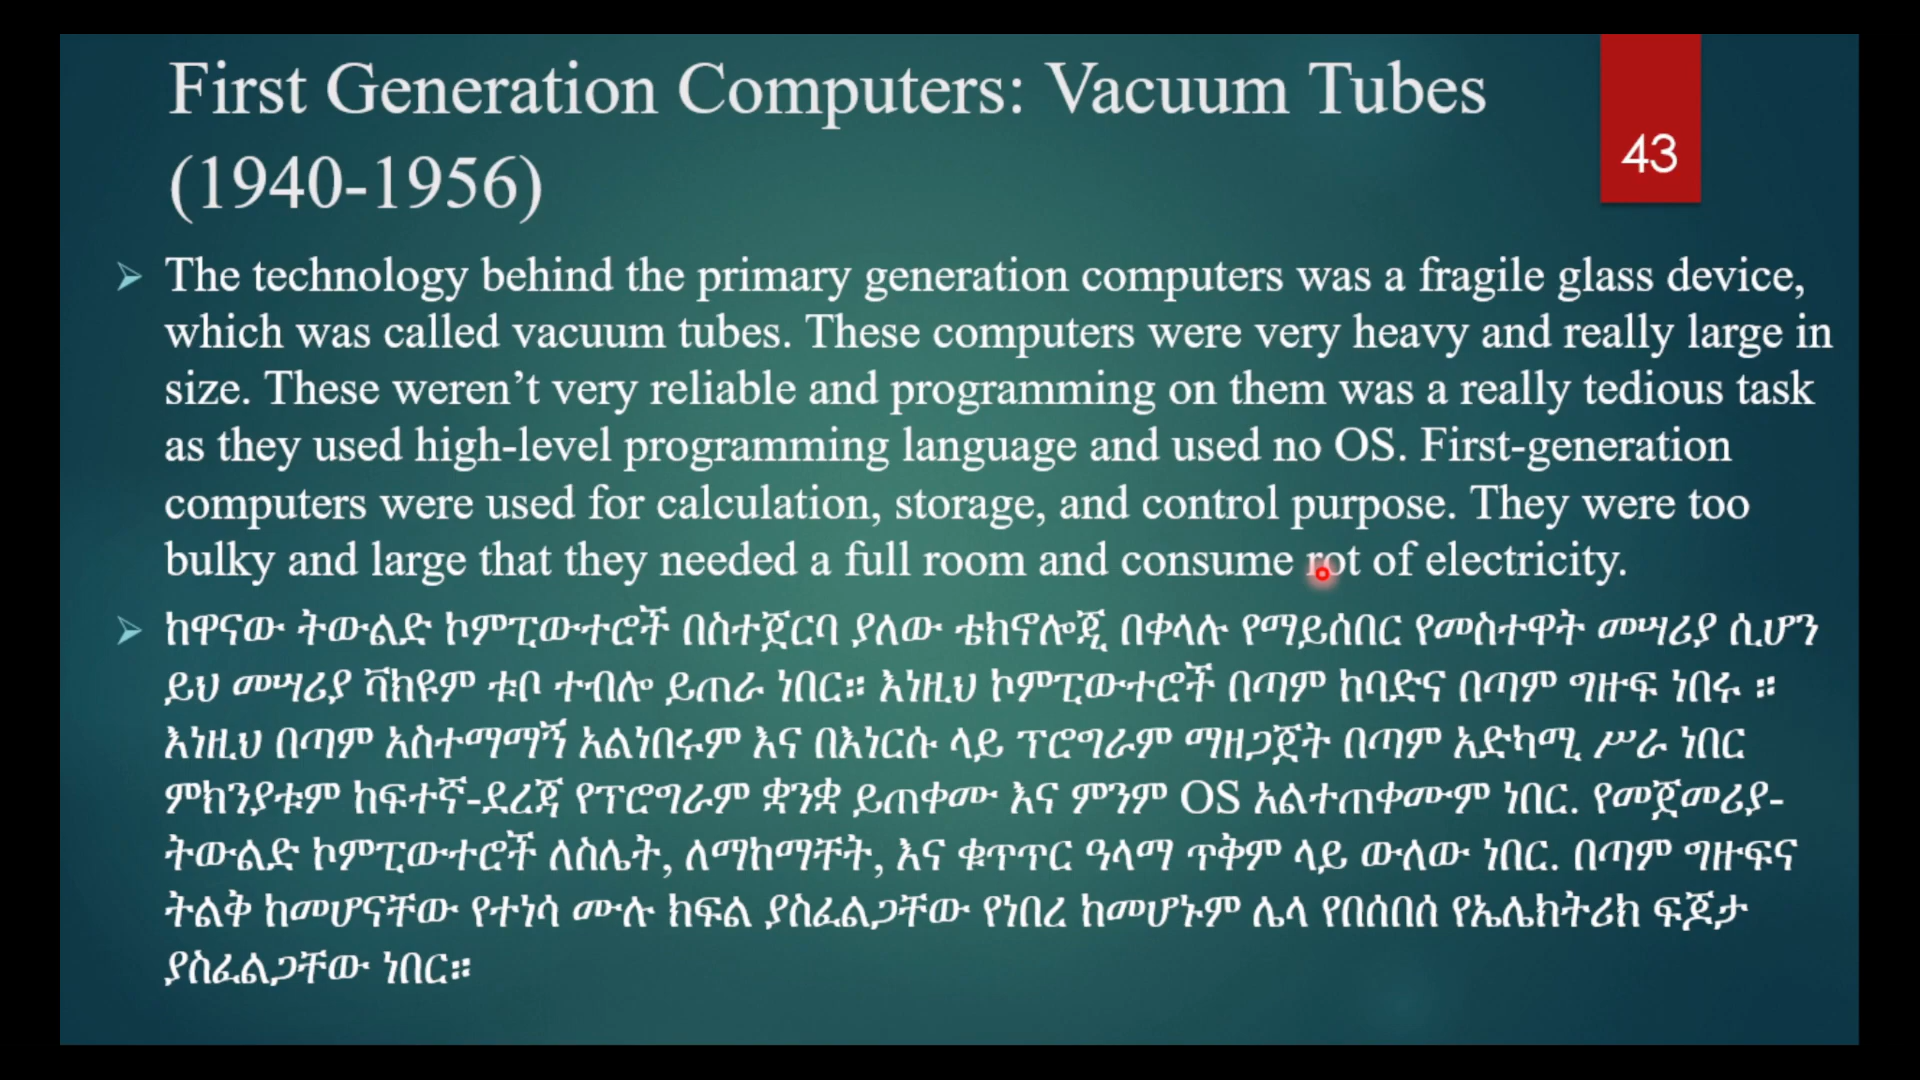 First Generation Computers: Vacuum Tubes
(1940-1956)
43
The technology behind the primary generation computers was a fragile glass device,
which was called vacuum tubes. These computers were very heavy and really large in
size. These weren’t very reliable and programming on them was a really tedious task
as they used high-level programming language and used no OS. First-generation
computers were used for calculation, storage, and control purpose. They were too
bulky and large that they needed a full room and consume rot of electricity.
ከዋናው ትውልድ ኮምፒውተሮች በስተጀርባ ያለው ቴክኖሎጂ በቀላሉ የማይሰበር የመስተዋት መሣሪያ ሲሆን
ይህ መሣሪያ ቫክዩም ቱቦ ተብሎ ይጠራ ነበር። እነዚህ ኮምፒውተሮች በጣም ከባድና በጣም ግዙፍ ነበሩ ።
እነዚህ በጣም አስተማማኝ አልነበሩም እና በእነርሱ ላይ ፕሮግራም ማዘጋጀት በጣም አድካሚ ሥራ ነበር
ምክንያቱም ከፍተኛ-ደረጃ የፕሮግራም ቋንቋ ይጠቀሙ እና ምንም OS አልተጠቀሙም ነበር. የመጀመሪያ-
ትውልድ ኮምፒውተሮች ለስሌት, ለማከማቸት, እና ቁጥጥር ዓላማ ጥቅም ላይ ውለው ነበር. በጣም ግዙፍና
ትልቅ ከመሆናቸው የተነሳ ሙሉ ክፍል ያስፈልጋቸው የነበረ ከመሆኑም ሌላ የበሰበሰ የኤሌክትሪክ ፍጆታ
ያስፈልጋቸው ነበር።